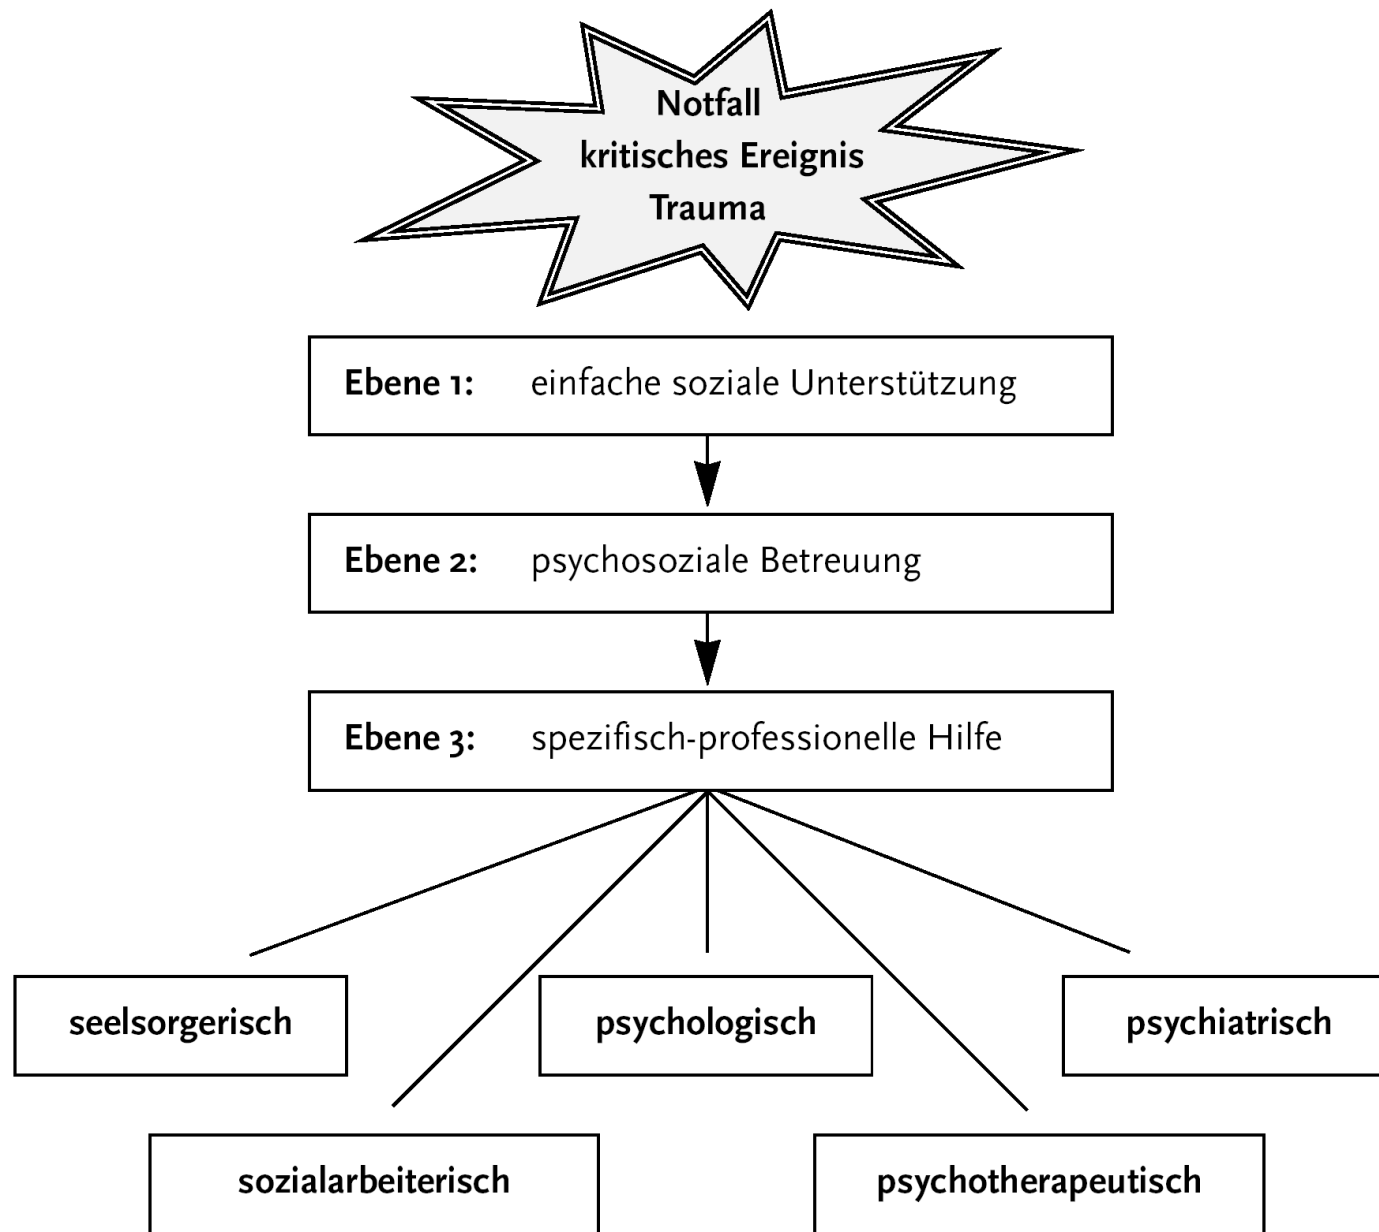 Notfall
kritisches Ereignis
Trauma
Ebene 1: einfache soziale Unterstützung
Ebene 2: psychosoziale Betreuung
Ebene 3: spezifisch-professionelle Hilfe
seelsorgerisch
psychologisch
psychiatrisch
sozialarbeiterisch
psychotherapeutisch